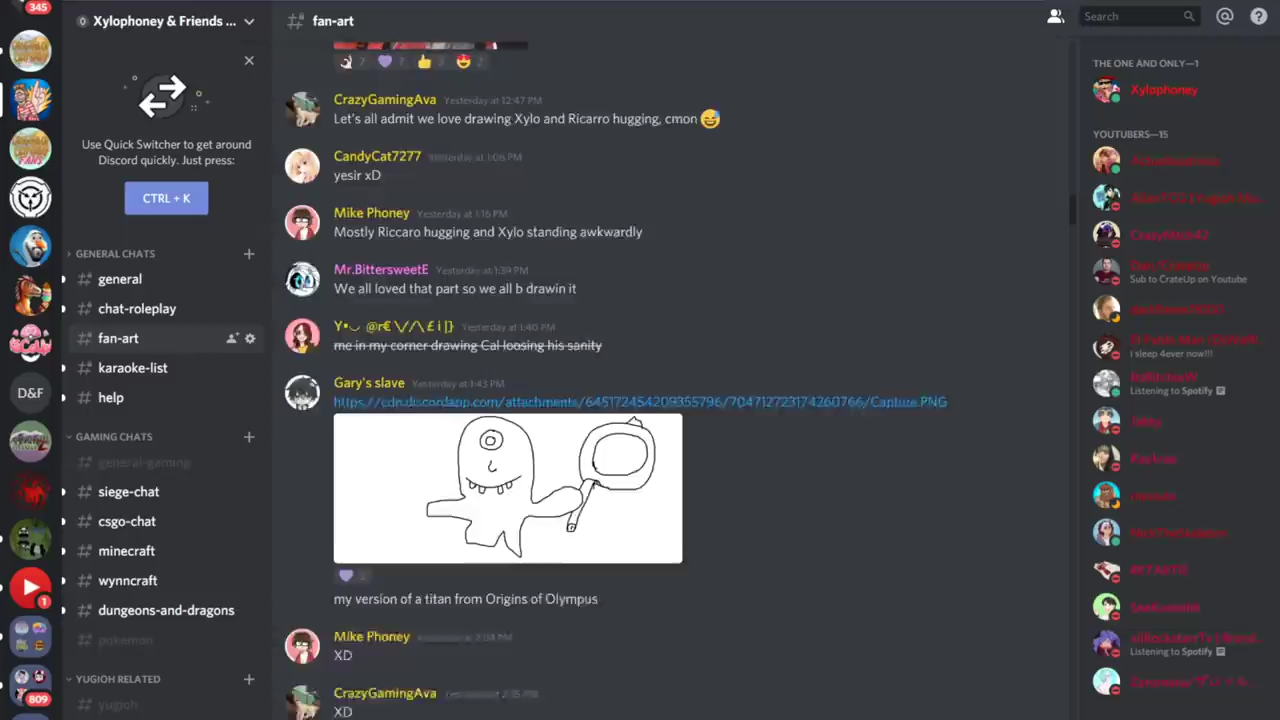 345
Xylophoney & Friends ...
Use Quick Switcher to get around
Discord quickly. Just press:
CTRL + K
GENERAL CHATS
general
chat-roleplay
fan-art
karaoke-list
help
D&F
GAMING CHATS
general-gaming
siege-chat
csgo-chat
minecraft
wynncraft
dungeons-and-dragons
pokemon
YUGIOH RELATED
yugioh
1
809
fan-art
CrazyGamingAva Yesterday at 12:47 PM
Let's all admit we love drawing Xylo and Ricarro hugging, cmon
CandyCat7277 Yesterday at 1:06 PM
yesir xD
Mike Phoney Yesterday at 1:16 PM
Mostly Riccaro hugging and Xylo standing awkwardly
Mr.BittersweetE Yesterday at 1:39 PM
We all loved that part so we all b drawin it
Yesterday at 1:40 PM
me in my corner drawing Cal loosing his sanity
Gary's slave Yesterday at 1:43 PM
https://cdn.discordapp.com/attachments/645172454209355796/704712723174260766/Capture.PNG
my version of a titan from Origins of Olympus
Mike Phoney
XD
CrazyGamingAva
XD
Search
THE ONE AND ONLY—1
Xylophoney
YOUTUBERS—15
Sub to CrateUp on Youtube
I sleep 4ever now!!!
Listening to Spotify
Listening to Spotify